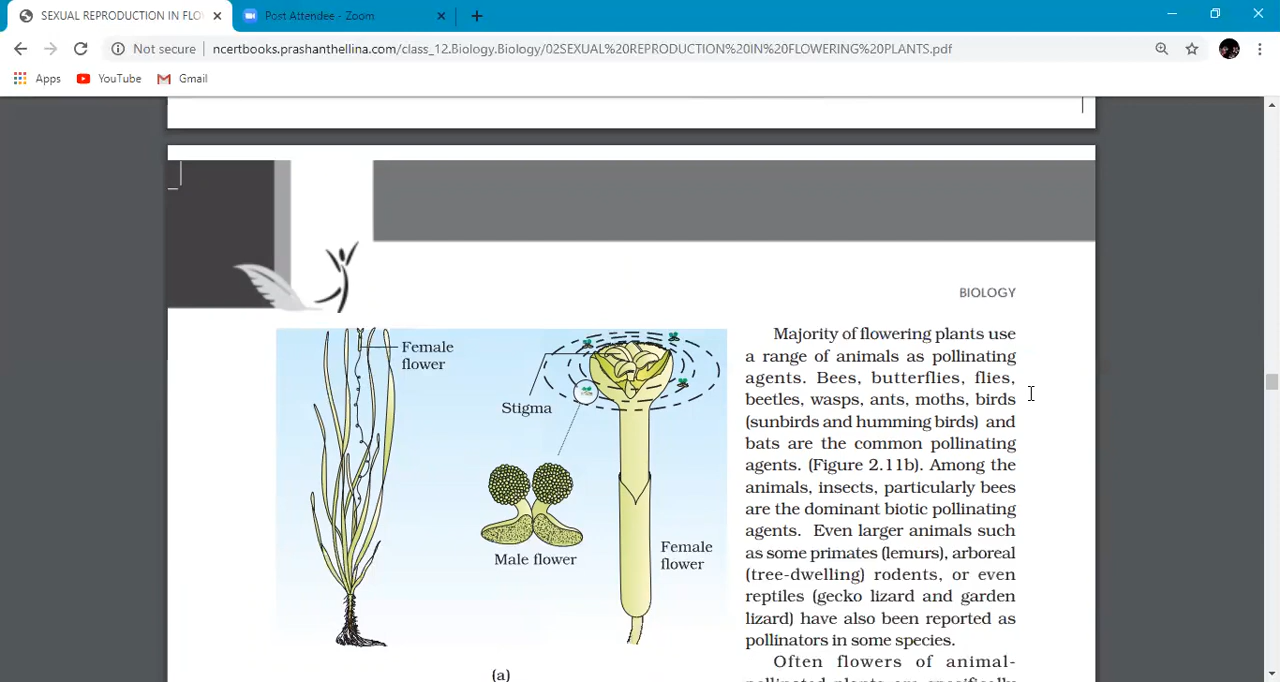 SEXUAL REPRODUCTION IN FLO
Post Attendee - Zoom
Not secure
ncertbooks.prashanthellina.com/class_12.Biology.Biology/02SEXUAL%20REPRODUCTION%20IN%20FLOWERING%20PLANTS.pdf
Apps
YouTube
Gmail
BIOLOGY
Female
flower
Stigma
Male flower
Female
flower
(a)
Majority of flowering plants use
a range of animals as pollinating
agents. Bees, butterflies, flies,
beetles, wasps, ants, moths, birds
(sunbirds and humming birds) and
bats are the common pollinating
agents. (Figure 2.11b). Among the
animals, insects, particularly bees
are the dominant biotic pollinating
agents. Even larger animals such
as some primates (lemurs), arboreal
(tree-dwelling) rodents, or even
reptiles (gecko lizard and garden
lizard) have also been reported as
pollinators in some species.
Often flowers of animal-
pollinated plants are specifically